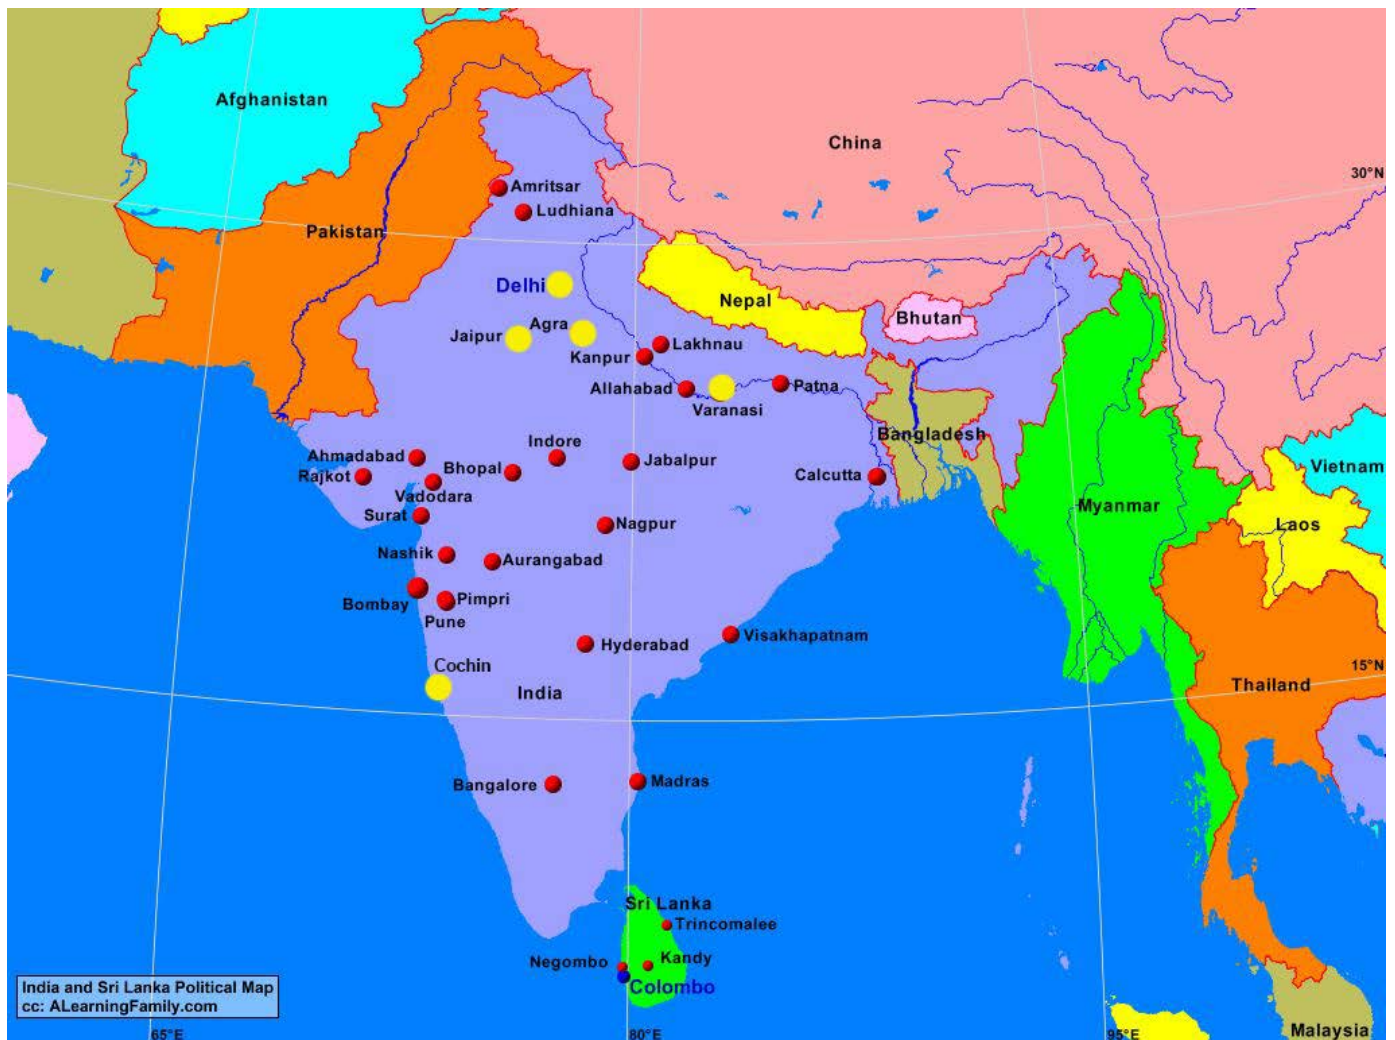 Afghanistan
China
30°N
Amritsar
Ludhiana
Pakistan
Delhi
Nepal
Bhutan
Agra
Jaipur
Lakhnau
Kanpur
Allahabad
Patna
Varanasi
Bangladesh
Indore
Ahmadabad
Bhopal
Jabalpur
Rajkot
Calcutta
Vietnam
Vadodara
Myanmar
Surat
Nagpur
Laos
Nashik
Aurangabad
Bombay
Pimpri
Pune
Visakhapatnam
Hyderabad
Cochin
15°N
India
Thailand
Bangalore
Madras
Sri Lanka
Trincomalee
Negombo
Kandy
Colombo
India and Sri Lanka Political Map
cc: ALearningFamily.com
65°E
80°E
95°E
Malaysia